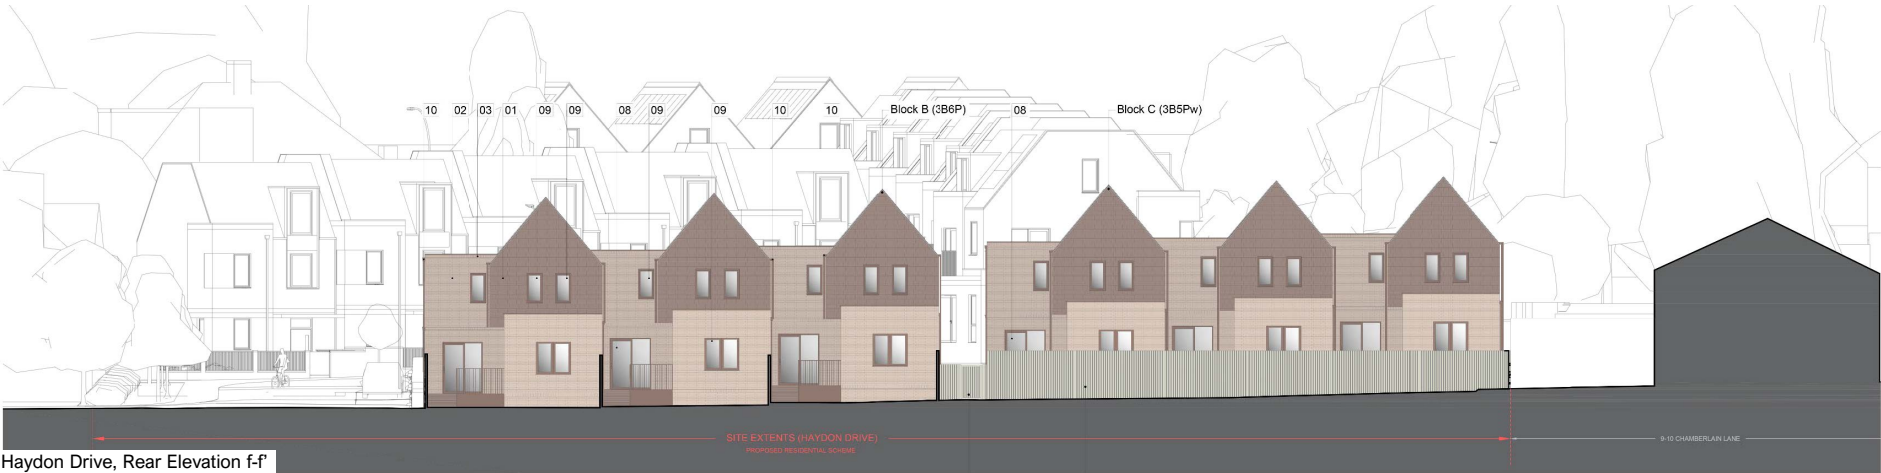 10 02 03 01 09 09 08 09 09 10 10 Block B (3B6P) 08 Block C (3B5Pw)
SITE EXTENTS (HAYDON DRIVE)
PROPOSED RESIDENTIAL SCHEME
9-10 CHAMBERLAIN LANE
Haydon Drive, Rear Elevation f-f'